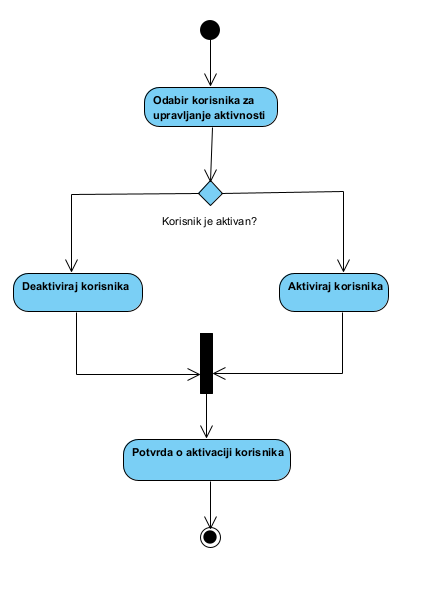 Odabir korisnika za
upravljanje aktivnosti
Korisnik je aktivan?
Deaktiviraj korisnika
Aktiviraj korisnika
Potvrda o aktivaciji korisnika